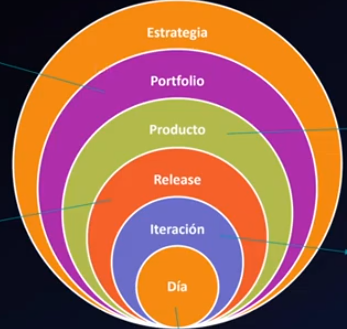 Estrategia
Portfolio
Producto
Release
Iteración
Día